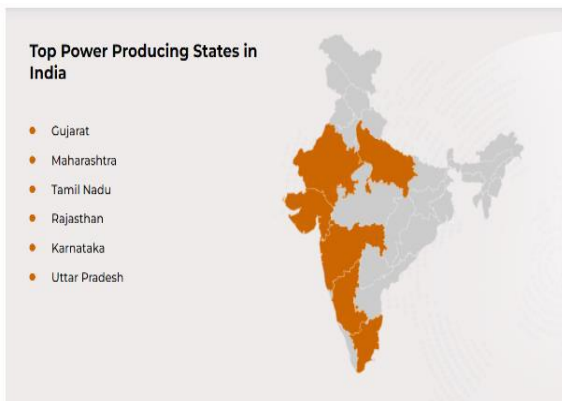 Top Power Producing States in
India
Gujarat
Maharashtra
Tamil Nadu
Rajasthan
Karnataka
Uttar Pradesh